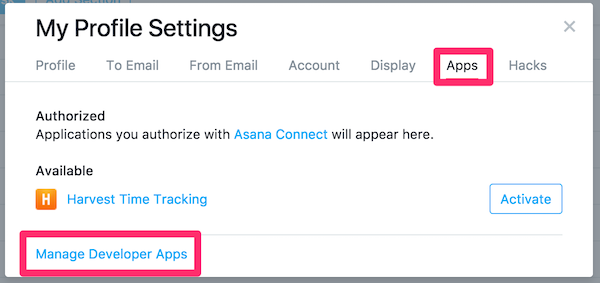 My Profile Settings
Profile To Email From Email Account Display Apps Hacks
Authorized
Applications you authorize with Asana Connect will appear here.
Available
H Harvest Time Tracking Activate
Manage Developer Apps